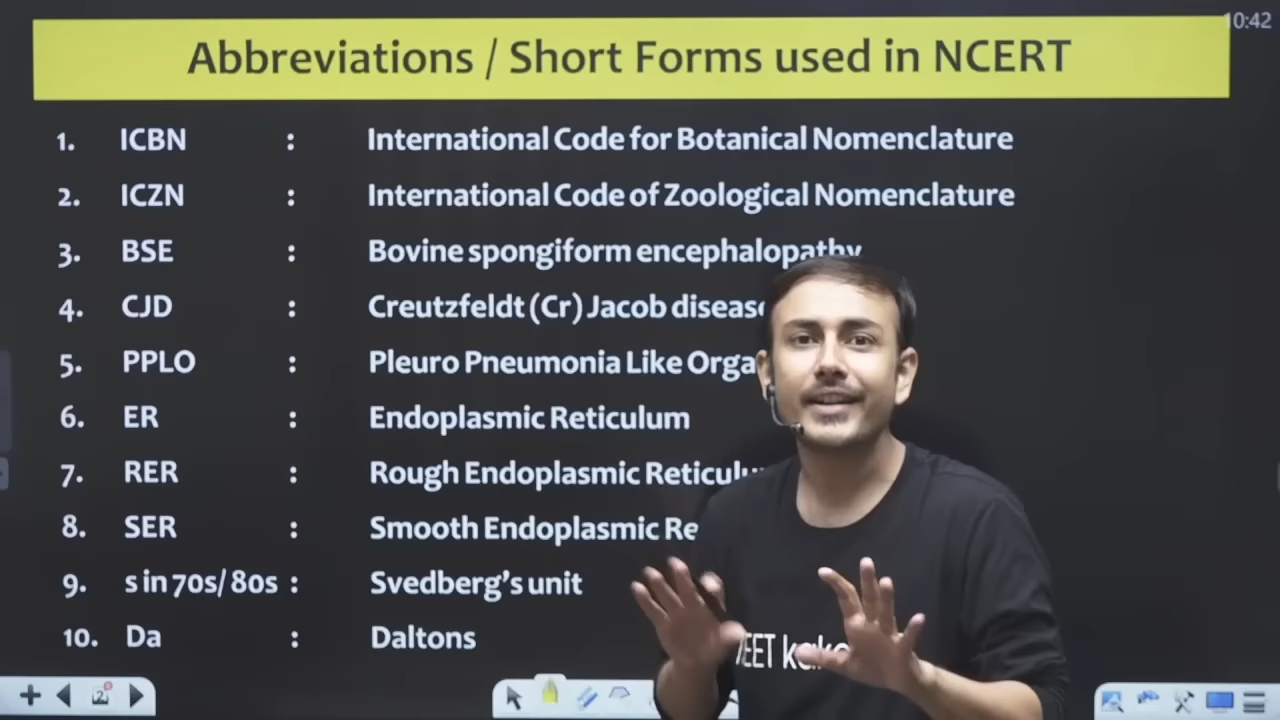 10:42
Abbreviations / Short Forms used in NCERT
1. ICBN : International Code for Botanical Nomenclature
2. ICZN : International Code of Zoological Nomenclature
3. BSE : Bovine spongiform encephalopathy
4. CJD : Creutzfeldt (Cr) Jacob disease
5. PPLO : Pleuro Pneumonia Like
6. ER : Endoplasmic Reticulum
7. RER : Rough Endoplasmic Reticulum
8. SER : Smooth Endoplasmic Re
9. s in 70s/ 80s : Svedberg's unit
10. Da : Daltons